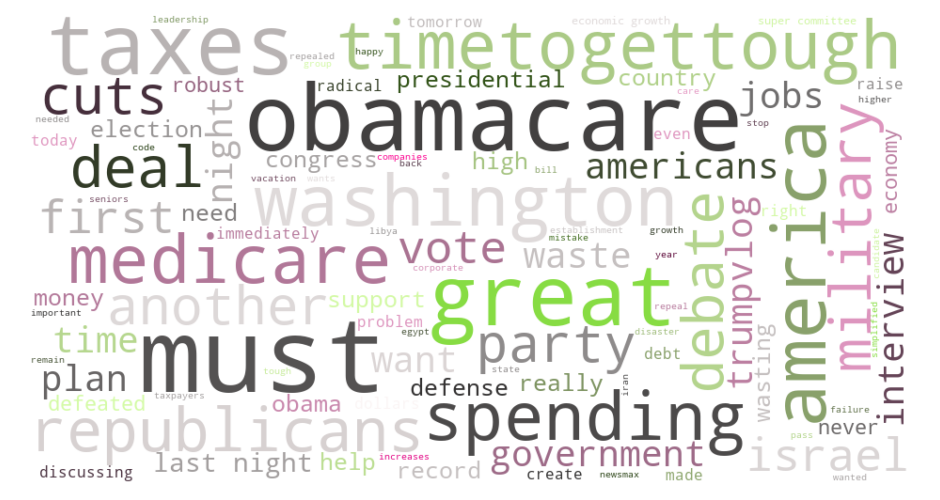 leadership
tomorrow
economic growth
super committee
taxes
timetogettough
repealed
happy
group
cuts
robust
radical
presidential
country
care
jobs
raise
higher
obamacare
needed
today
election
night
even
stop
military
economy
deal
code
congress
companies
back
high
bill
americans
america
vacation
wants
seniors
first
need
washington
right
immediately
libya
establishment
mistake
growth
debate
trumpvlog
candidate
interview
medicare
vote
waste
year
corporate
great
repeal
money
another
support
important
problem
time
egypt
party
disaster
simplified
must
want
debt
wasting
remain
plan
state
tough
defense
really
iran
taxpayers
defeated
obama
dollars
spending
failure
never
republicans
pass
government
israel
discussing
last night
help
increases
record
create
newsmax
made
wanted